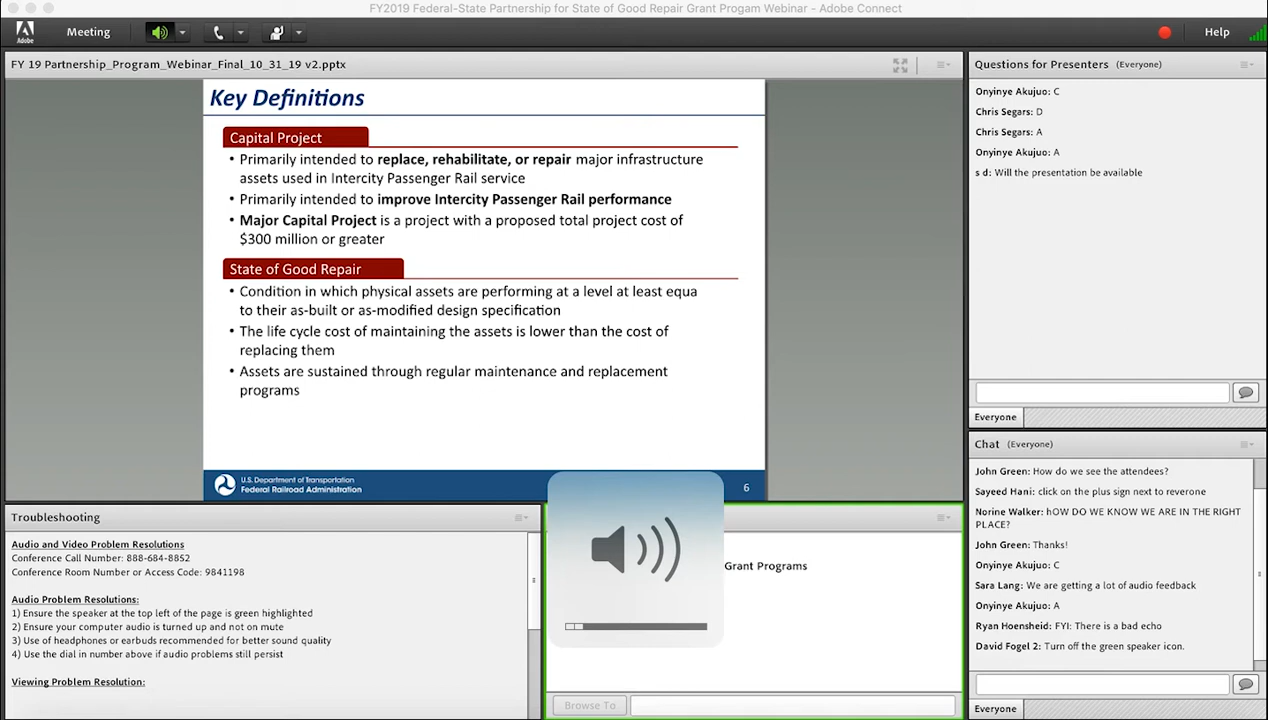 FY2019 Federal-State Partnership for State of Good Repair Grant Progam Webinar - Adobe Connect
Adobe
Meeting
Help
FY 19 Partnership_Program_Webinar_Final_10_31_19 v2.pptx
Key Definitions
Capital Project
• Primarily intended to replace, rehabilitate, or repair major infrastructure
assets used in Intercity Passenger Rail service
• Primarily intended to improve Intercity Passenger Rail performance
• Major Capital Project is a project with a proposed total project cost of
$300 million or greater
State of Good Repair
• Condition in which physical assets are performing at a level at least equa
to their as-built or as-modified design specification
• The life cycle cost of maintaining the assets is lower than the cost of
replacing them
• Assets are sustained through regular maintenance and replacement
programs
U.S. Department of Transportation
Federal Railroad Administration
6
Questions for Presenters (Everyone)
Onyinye Akujuo: C
Chris Segars: D
Chris Segars: A
Onyinye Akujuo: A
s d: Will the presentation be available
Everyone
Chat (Everyone)
John Green: How do we see the attendees?
Sayeed Hani: click on the plus sign next to reverone
Norine Walker: hOW DO WE KNOW WE ARE IN THE RIGHT
PLACE?
John Green: Thanks!
Onyinye Akujuo: C
Sara Lang: We are getting a lot of audio feedback
Onyinye Akujuo: A
Ryan Hoensheid: FYI: There is a bad echo
David Fogel 2: Turn off the green speaker icon.
Everyone
Troubleshooting
Audio and Video Problem Resolutions
Conference Call Number: 888-684-8852
Conference Room Number or Access Code: 9841198
Audio Problem Resolutions:
1) Ensure the speaker at the top left of the page is green highlighted
2) Ensure your computer audio is turned up and not on mute
3) Use of headphones or earbuds recommended for better sound quality
4) Use the dial in number above if audio problems still persist
Viewing Problem Resolution:
Grant Programs
Browse To